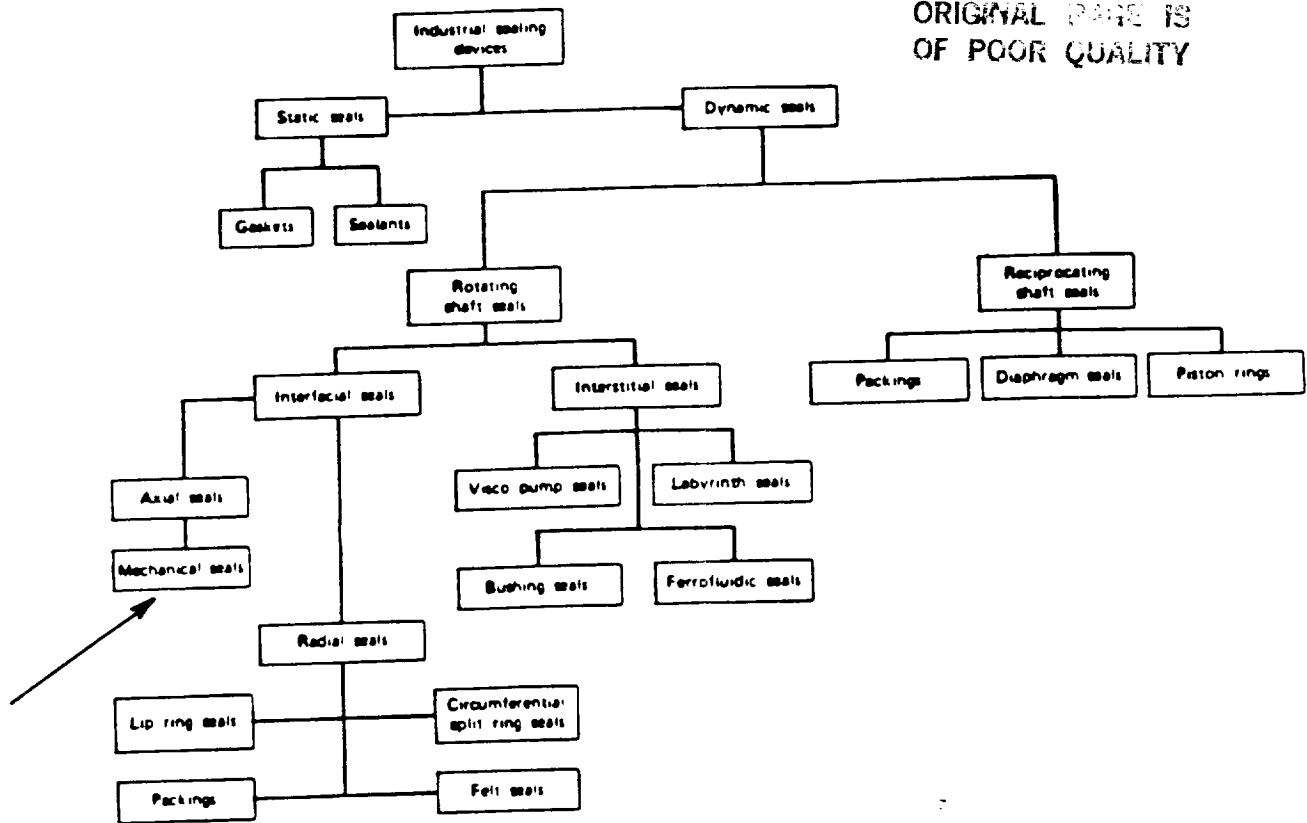 ORIGINAL PAGE IS
OF POOR QUALITY
Industrial sealing
devices
Static seals
Dynamic seals
Gaskets
Sealants
Rotating
shaft seals
Reciprocating
shaft seals
Interfacial seals
Interstitial seals
Packings
Diaphragm seals
Piston rings
Axial seals
Visco pump seals
Labyrinth seals
Mechanical seals
Bushing seals
Ferrofluidic seals
Radial seals
Lip ring seals
Circumferential
split ring seals
Packings
Felt seals